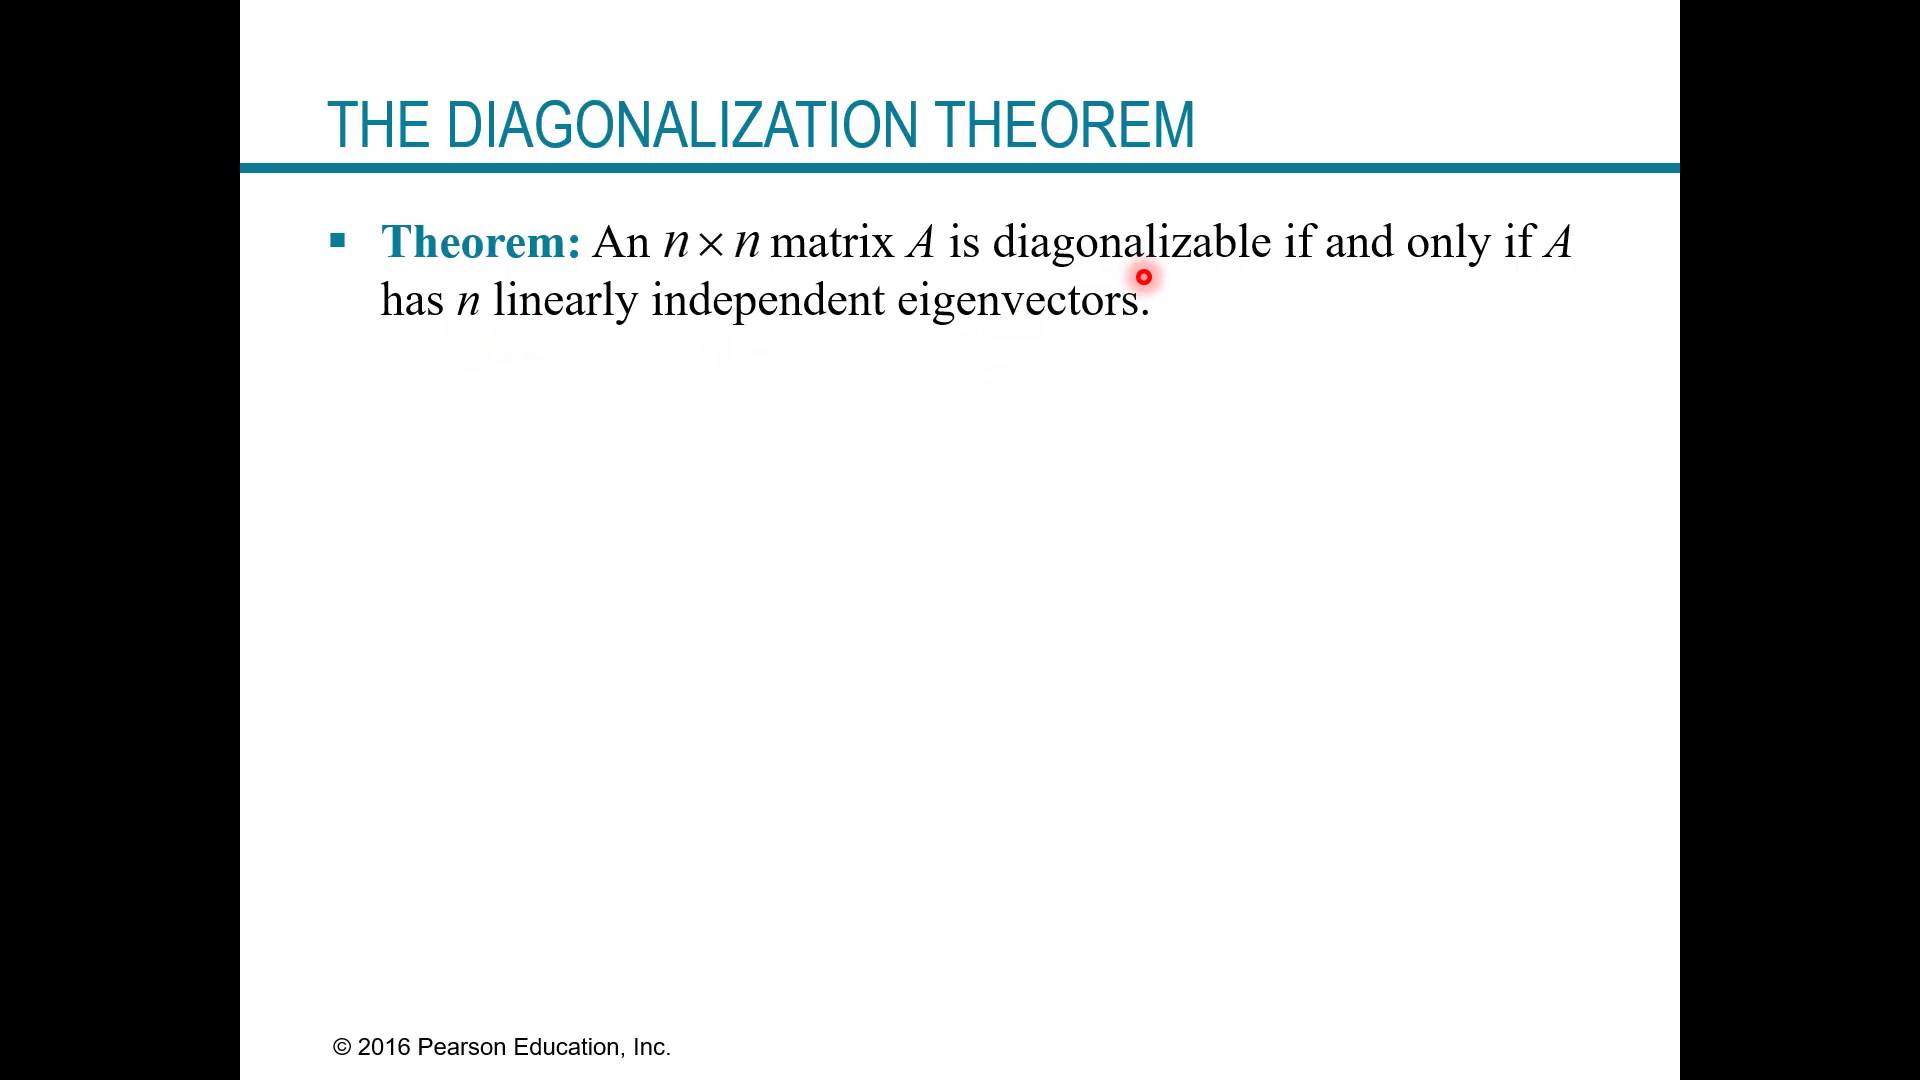 THE DIAGONALIZATION THEOREM
▪ Theorem: An n × n matrix A is diagonalizable if and only if A
has n linearly independent eigenvectors.
© 2016 Pearson Education, Inc.